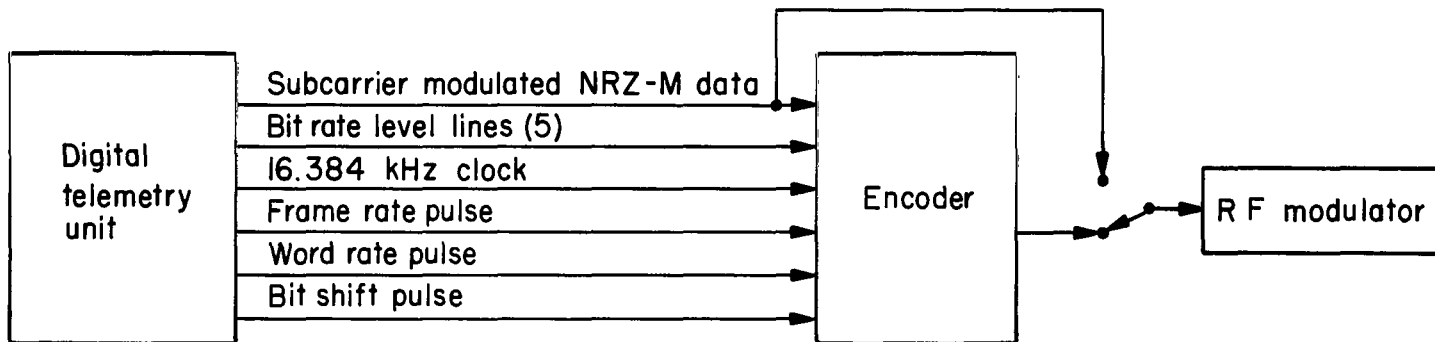 Digital
telemetry
unit
Subcarrier modulated NRZ-M data
Bit rate level lines (5)
16.384 kHz clock
Frame rate pulse
Word rate pulse
Bit shift pulse
Encoder
RF modulator